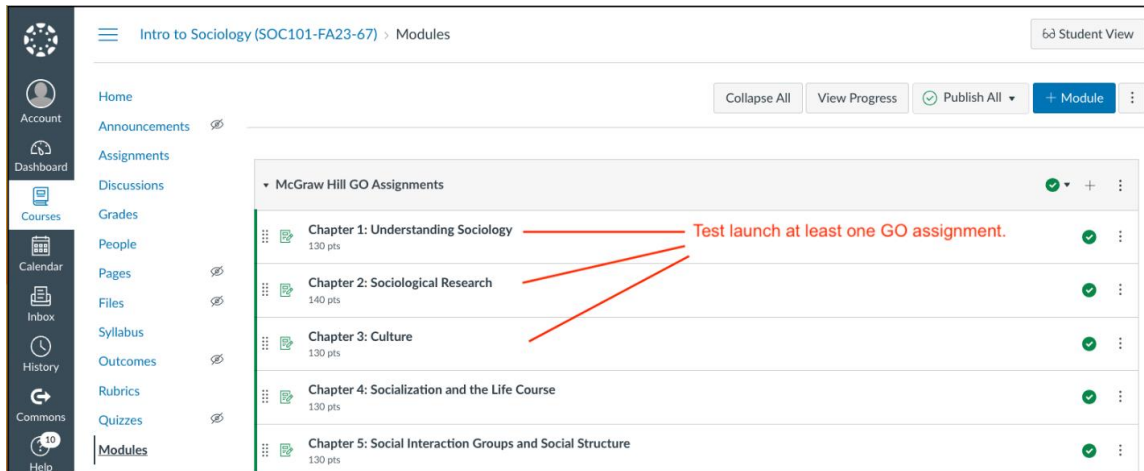 Intro to Sociology (SOC101-FA23-67) > Modules
Student View
Account
Dashboard
Courses
Calendar
Inbox
History
Commons
10
Help
Home
Announcements
Assignments
Discussions
Grades
People
Pages
Files
Syllabus
Outcomes
Rubrics
Quizzes
Modules
Collapse All
View Progress
Publish All
+ Module
McGraw Hill GO Assignments
Chapter 1: Understanding Sociology
130 pts
Test launch at least one GO assignment.
Chapter 2: Sociological Research
140 pts
Chapter 3: Culture
130 pts
Chapter 4: Socialization and the Life Course
130 pts
Chapter 5: Social Interaction Groups and Social Structure
130 pts